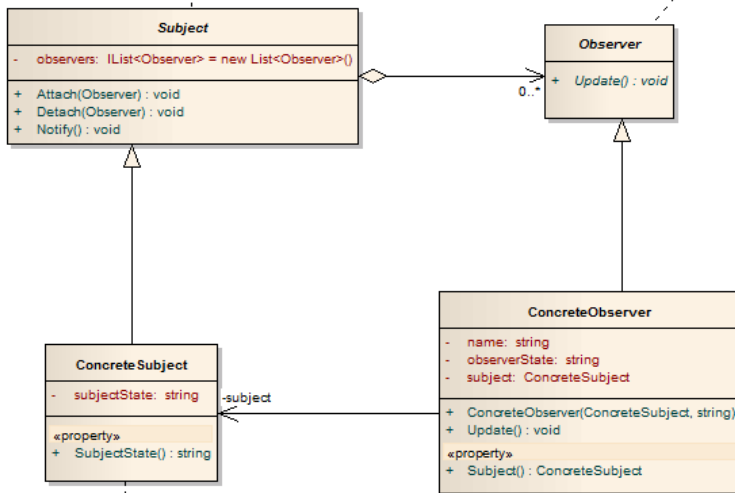 Subject
- observers: IList<Observer> = new List<Observer>()
+ Attach(Observer) : void
+ Detach(Observer) : void
+ Notify() : void
Observer
+ Update() : void
0..*
ConcreteSubject
- subjectState: string
«property»
+ SubjectState() : string
-subject
ConcreteObserver
- name: string
- observerState: string
- subject: ConcreteSubject
+ ConcreteObserver(ConcreteSubject, string)
+ Update() : void
«property»
+ Subject() : ConcreteSubject